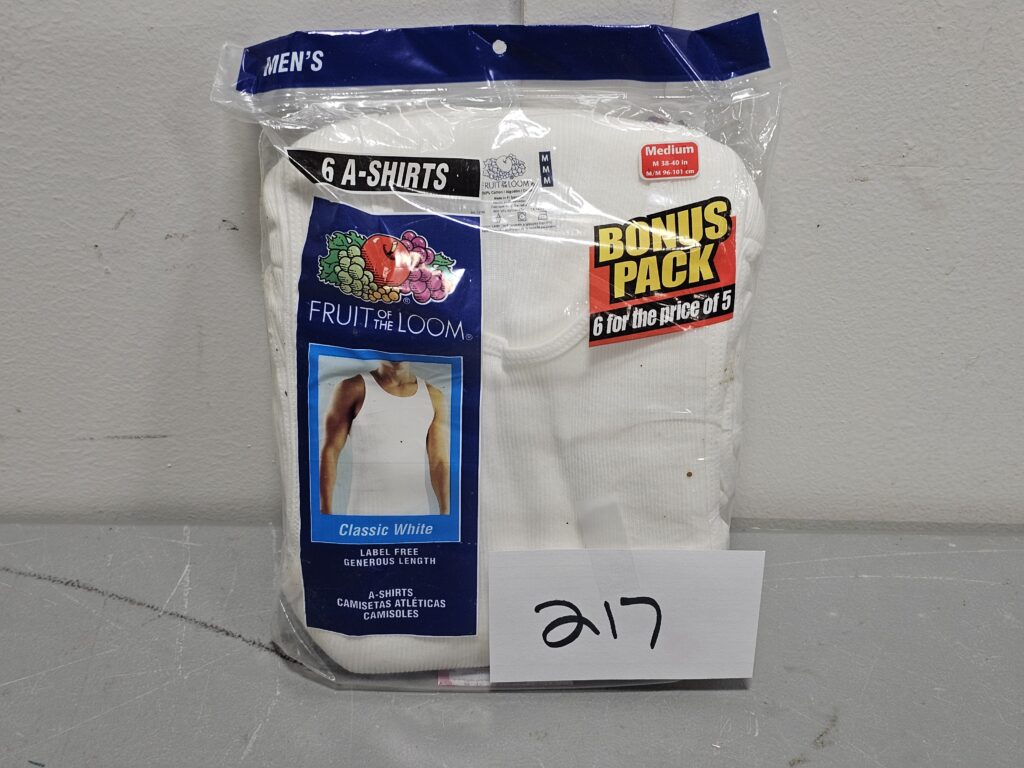 MEN'S
6 A-SHIRTS
FRUIT OF THE LOOM
M
M
M
Medium
M 38-40 in
M/M 96-101 cm
BONUS
PACK
6 for the price of 5
FRUIT OF THE LOOM®
Classic White
LABEL FREE
GENEROUS LENGTH
A-SHIRTS
CAMISETAS ATLÉTICAS
CAMISOLES
217